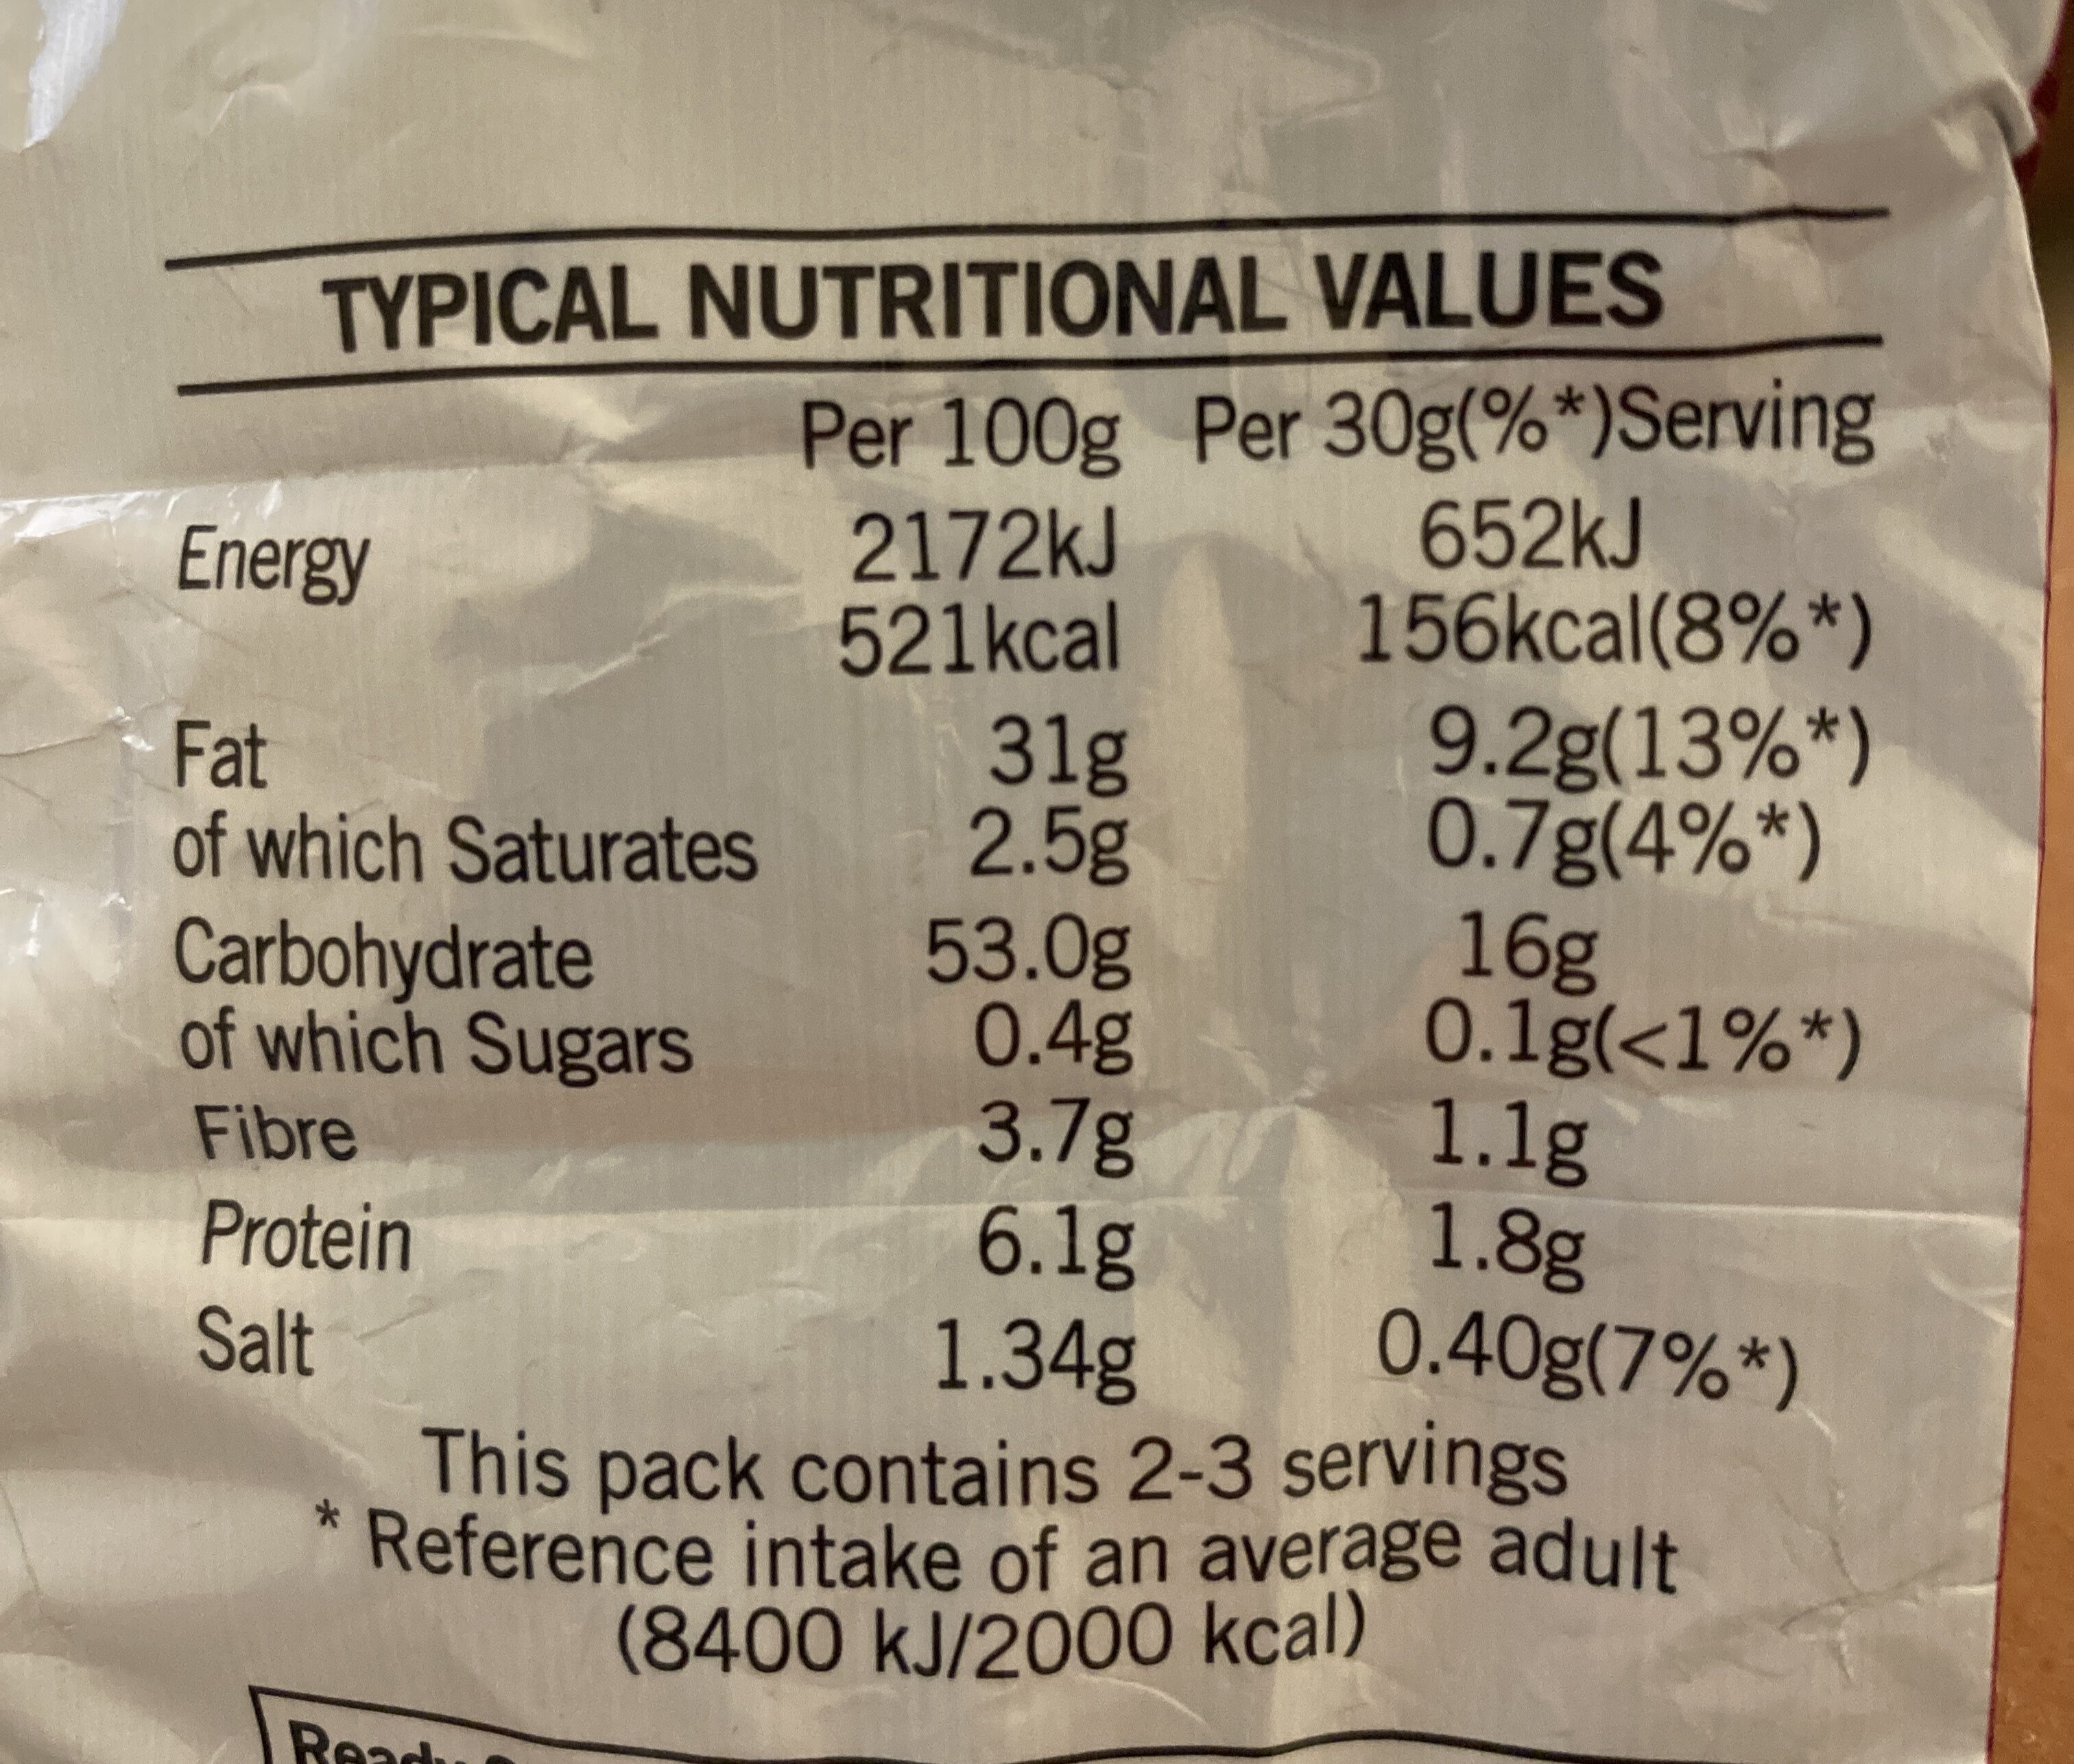 TYPICAL NUTRITIONAL VALUES
Per 100g Per 30g(%*)Serving
Energy 2172kJ 652kJ
521kcal 156kcal(8%*)
Fat 31g 9.2g(13%*)
of which Saturates 2.5g 0.7g(4%*)
Carbohydrate 53.0g 16g
of which Sugars 0.4g 0.1g(<1%*)
Fibre 3.7g 1.1g
Protein 6.1g 1.8g
Salt 1.34g 0.40g(7%*)
This pack contains 2-3 servings
* Reference intake of an average adult
(8400 kJ/2000 kcal)